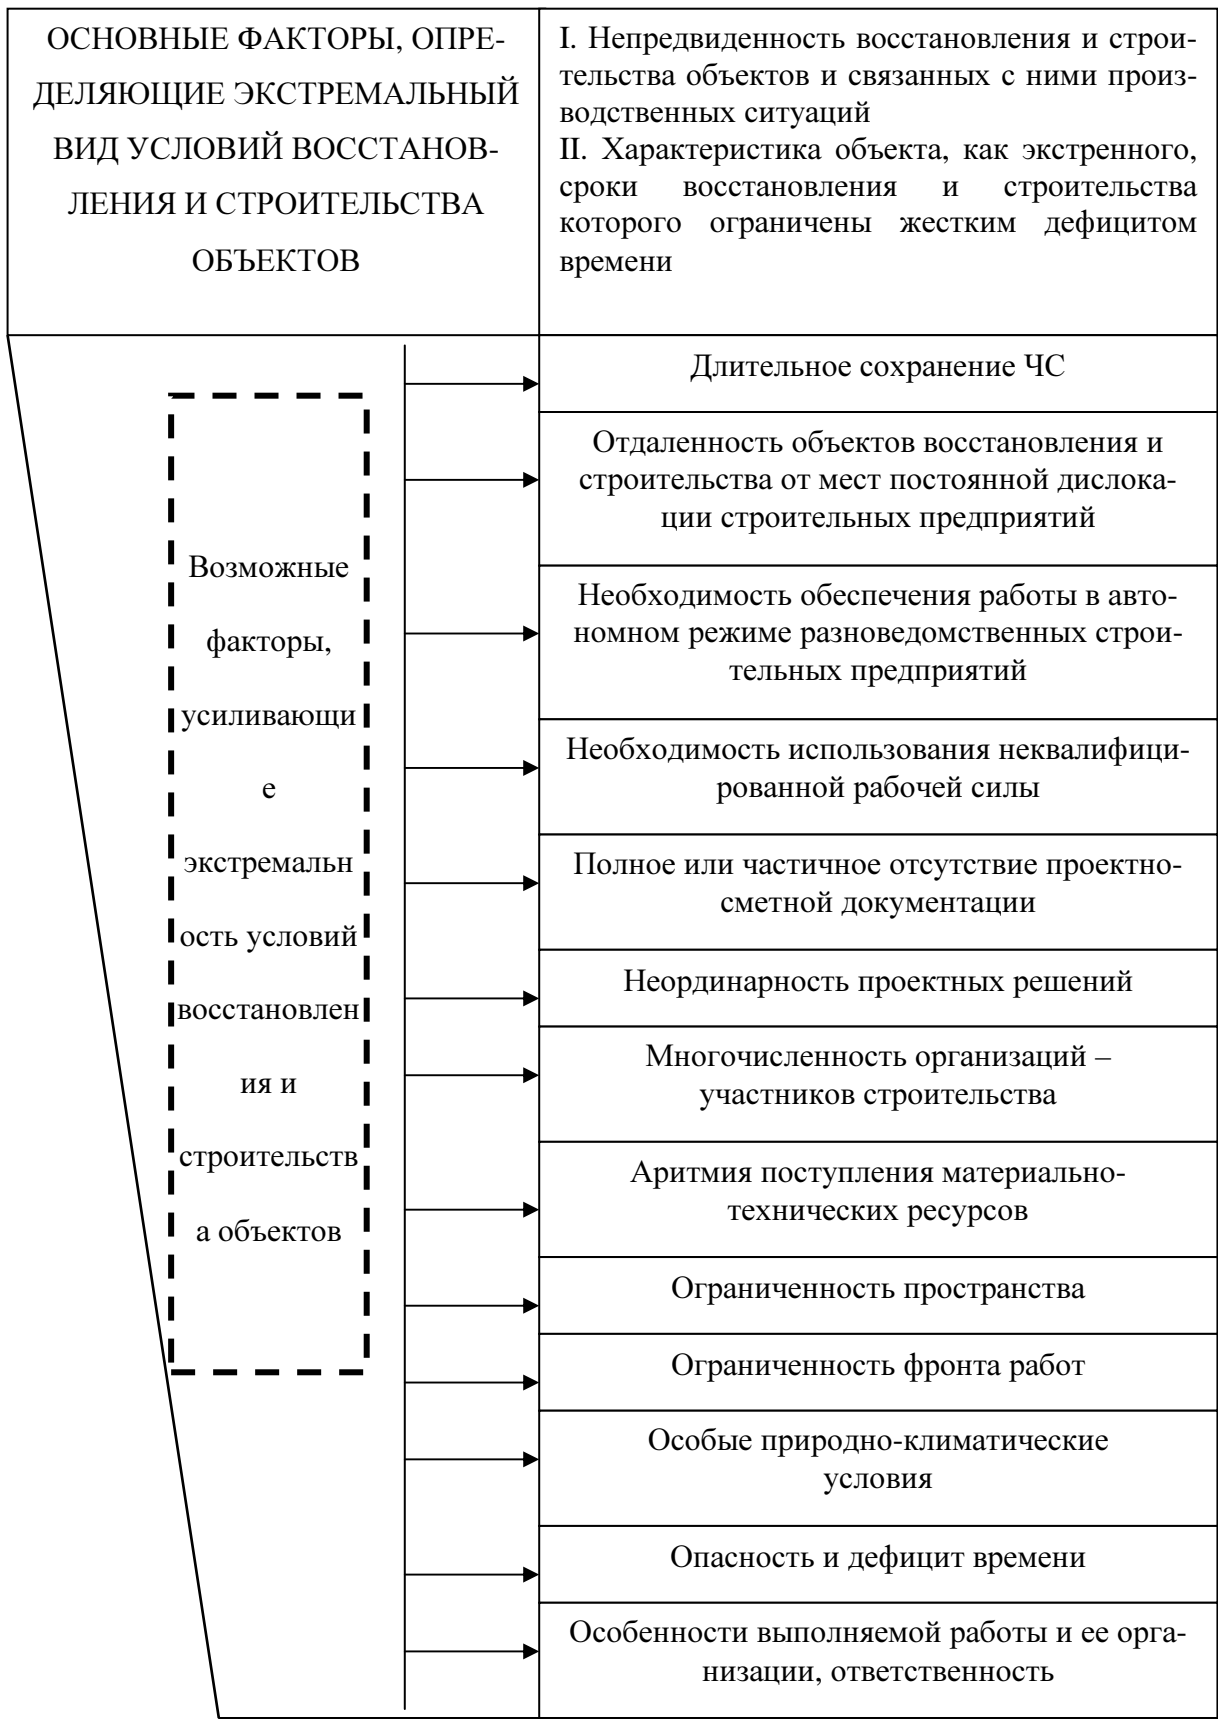 ОСНОВНЫЕ ФАКТОРЫ, ОПРЕ-
ДЕЛЯЮЩИЕ ЭКСТРЕМАЛЬНЫЙ
ВИД УСЛОВИЙ ВОССТАНОВ-
ЛЕНИЯ И СТРОИТЕЛЬСТВА
ОБЪЕКТОВ
I. Непредвиденность восстановления и строи-
тельства объектов и связанных с ними произ-
водственных ситуаций
II. Характеристика объекта, как экстренного,
сроки восстановления и строительства
которого ограничены жестким дефицитом
времени
Возможные
факторы,
усиливающи
е
экстремальн
ость условий
восстановлен
ия и
строительств
а объектов
Длительное сохранение ЧС
Отдаленность объектов восстановления и
строительства от мест постоянной дислока-
ции строительных предприятий
Необходимость обеспечения работы в авто-
номном режиме разноведомственных строи-
тельных предприятий
Необходимость использования неквалифици-
рованной рабочей силы
Полное или частичное отсутствие проектно-
сметной документации
Неординарность проектных решений
Многочисленность организаций –
участников строительства
Аритмия поступления материально-
технических ресурсов
Ограниченность пространства
Ограниченность фронта работ
Особые природно-климатические
условия
Опасность и дефицит времени
Особенности выполняемой работы и ее орга-
низации, ответственность